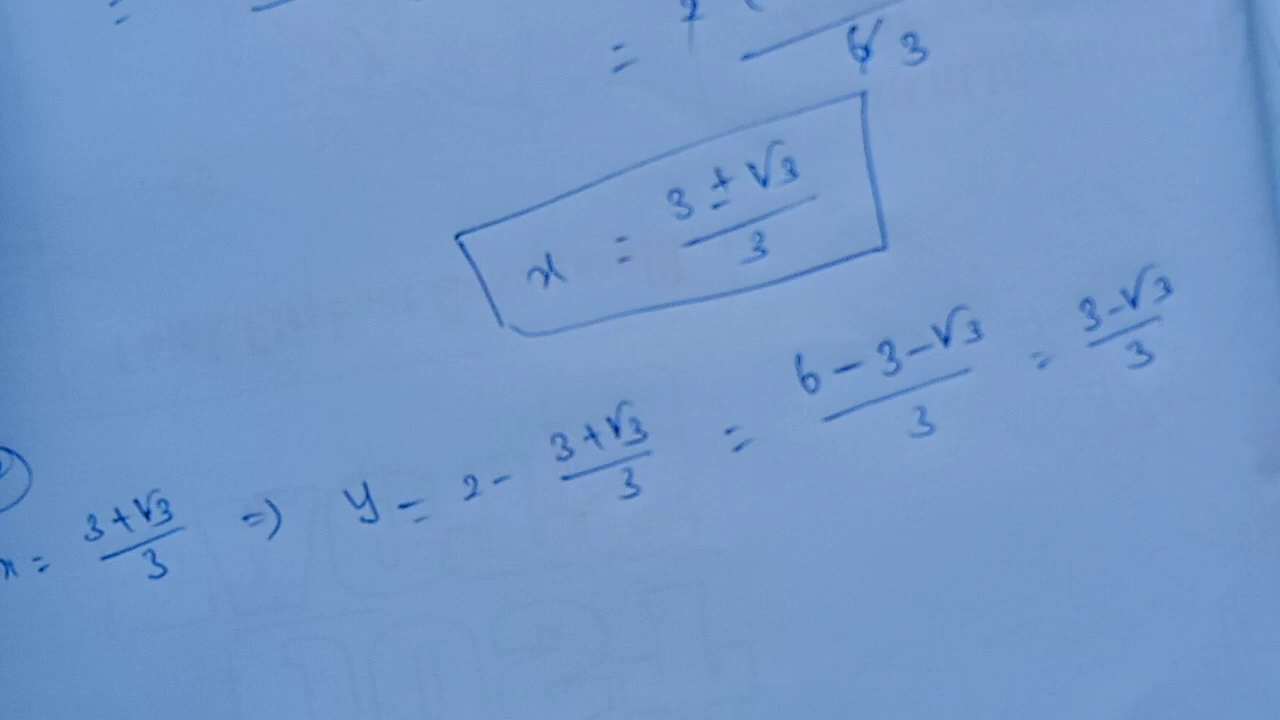 =
= 2 ( / 6 3
x = (3 ± √3) / 3
x = (3 + √3) / 3 => y = 2 - (3 + √3) / 3 = (6 - 3 - √3) / 3 = (3 - √3) / 3